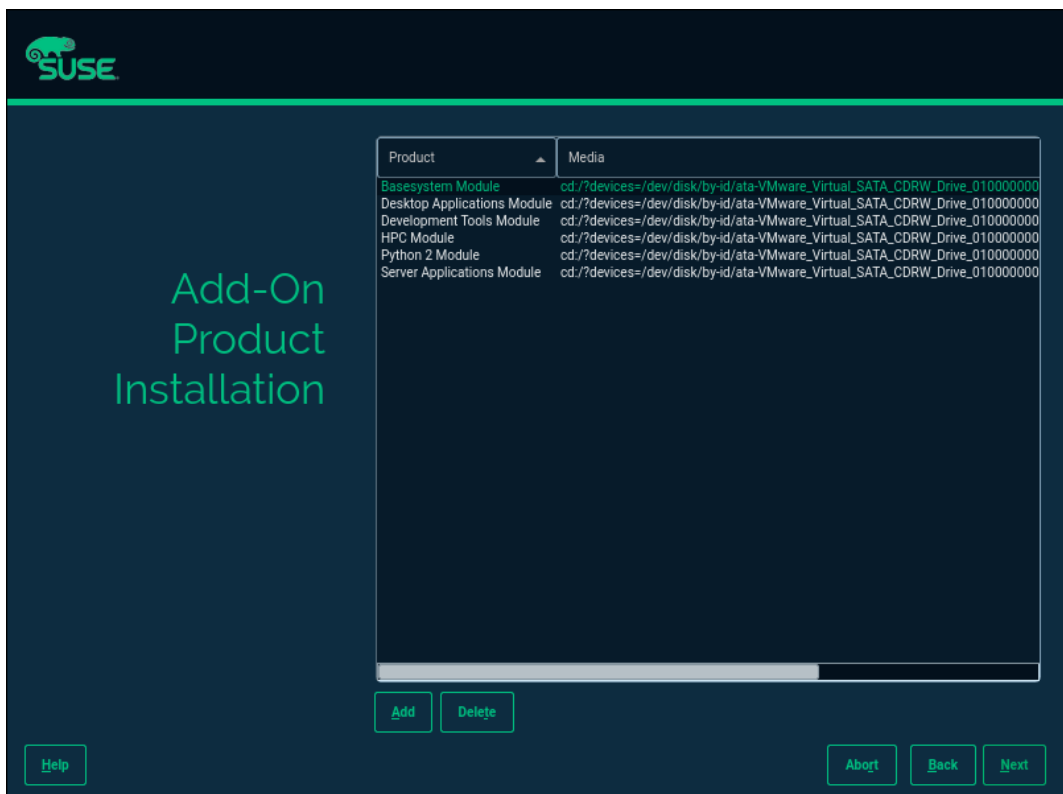 SUSE
Add-On
Product
Installation
Product Media
Basesystem Module cd:/?devices=/dev/disk/by-id/ata-VMware_Virtual_SATA_CDRW_Drive_010000000
Desktop Applications Module cd:/?devices=/dev/disk/by-id/ata-VMware_Virtual_SATA_CDRW_Drive_010000000
Development Tools Module cd:/?devices=/dev/disk/by-id/ata-VMware_Virtual_SATA_CDRW_Drive_010000000
HPC Module cd:/?devices=/dev/disk/by-id/ata-VMware_Virtual_SATA_CDRW_Drive_010000000
Python 2 Module cd:/?devices=/dev/disk/by-id/ata-VMware_Virtual_SATA_CDRW_Drive_010000000
Server Applications Module cd:/?devices=/dev/disk/by-id/ata-VMware_Virtual_SATA_CDRW_Drive_010000000
Add Delete
Help Abort Back Next